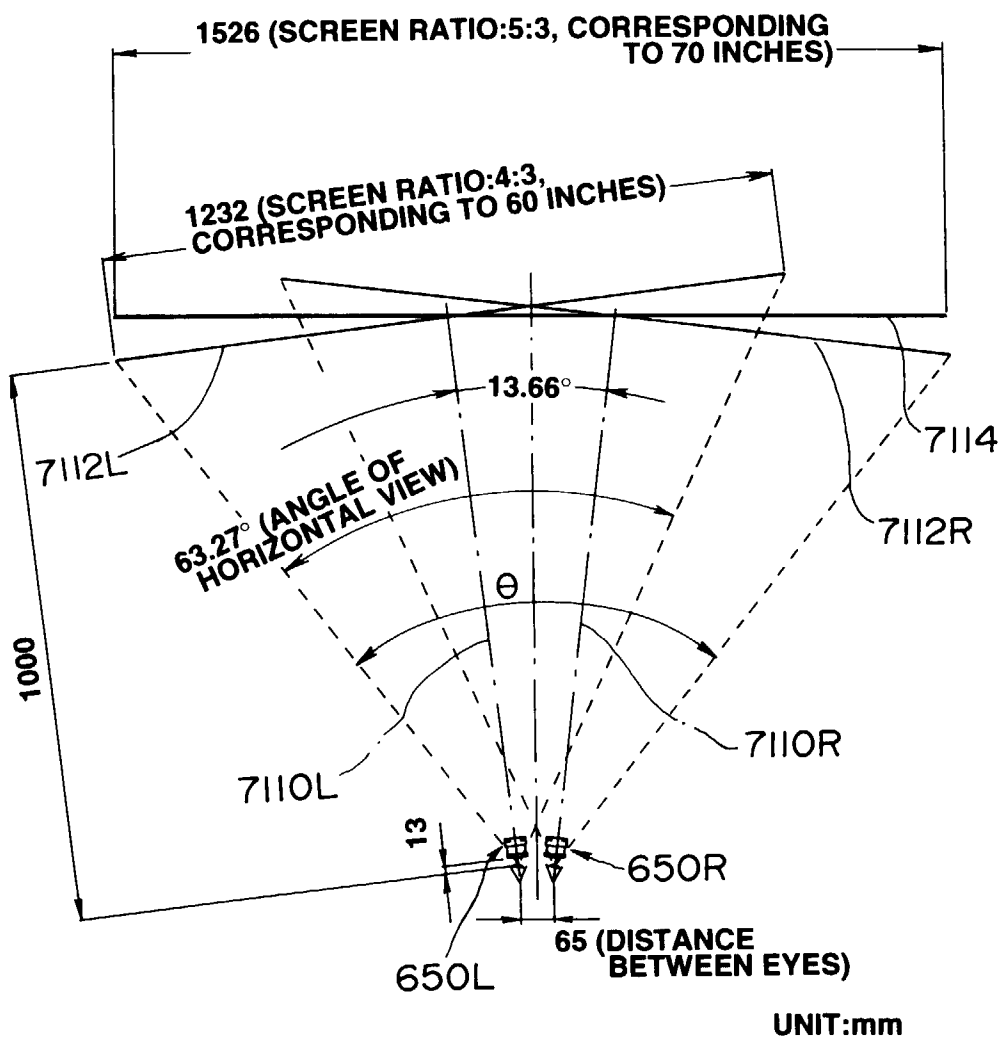 1526 (SCREEN RATIO:5:3, CORRESPONDING
TO 70 INCHES)
1232 (SCREEN RATIO:4:3,
CORRESPONDING TO 60 INCHES)
13.66°
7112L
7114
63.27° (ANGLE OF
HORIZONTAL VIEW)
7112R
θ
1000
7110L
7110R
13
650R
65 (DISTANCE
BETWEEN EYES)
650L
UNIT:mm